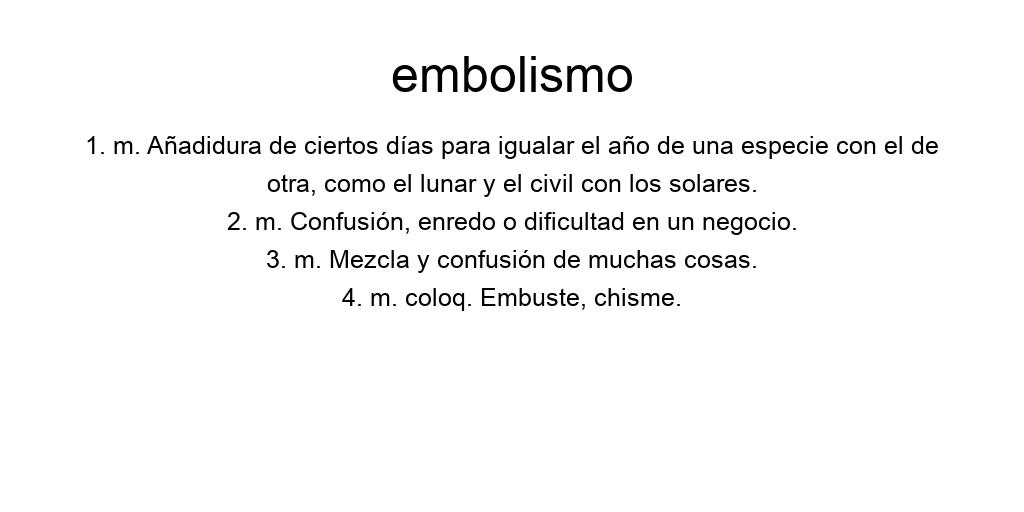 embolismo
1. m. Añadidura de ciertos días para igualar el año de una especie con el de
otra, como el lunar y el civil con los solares.
2. m. Confusión, enredo o dificultad en un negocio.
3. m. Mezcla y confusión de muchas cosas.
4. m. coloq. Embuste, chisme.